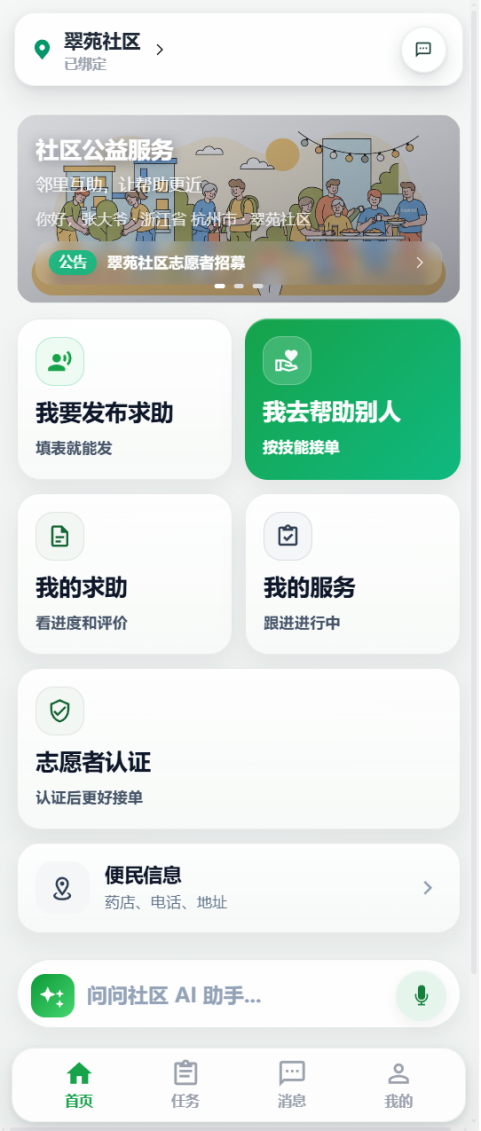 翠苑社区
已绑定
社区公益服务
邻里互助，让帮助更近
你好，张大爷·浙江省 杭州市·翠苑社区
公告 翠苑社区志愿者招募
我要发布求助
填表就能发
我去帮助别人
按技能接单
我的求助
看进度和评价
我的服务
跟进进行中
志愿者认证
认证后更好接单
便民信息
药店、电话、地址
问问社区 AI 助手...
首页
任务
消息
我的